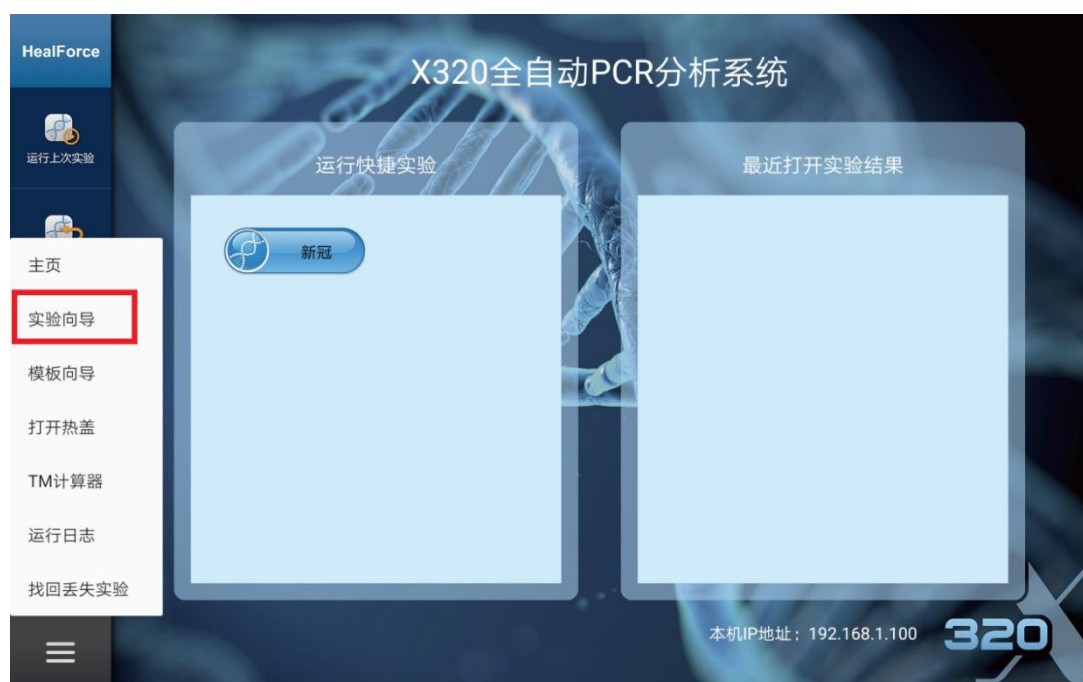 HealForce
X320全自动PCR分析系统
运行上次实验
运行快捷实验
最近打开实验结果
新冠
主页
实验向导
模板向导
打开热盖
TM计算器
运行日志
找回丢失实验
本机IP地址：192.168.1.100
320